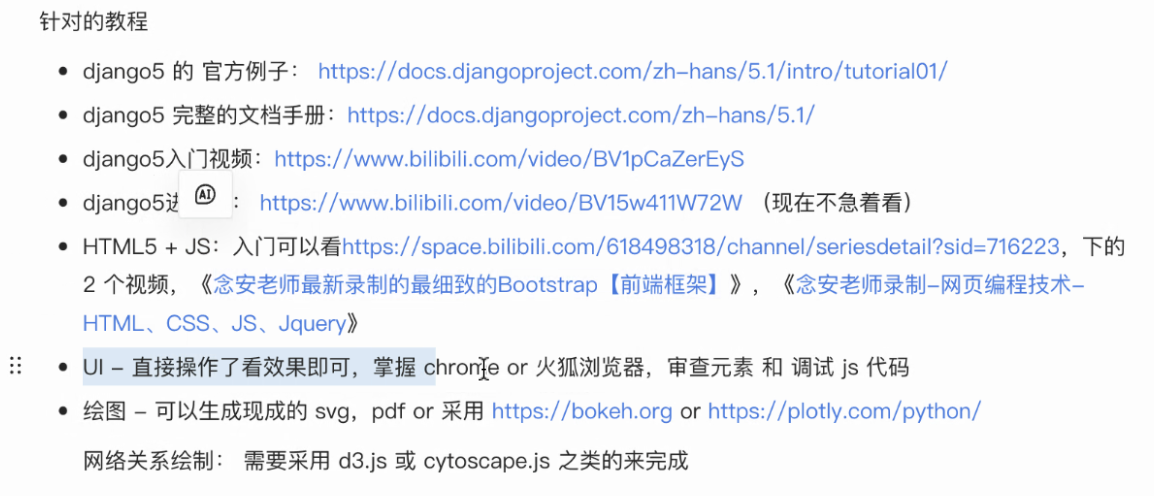 针对的教程
django5 的 官方例子： https://docs.djangoproject.com/zh-hans/5.1/intro/tutorial01/
django5 完整的文档手册：https://docs.djangoproject.com/zh-hans/5.1/
django5入门视频：https://www.bilibili.com/video/BV1pCaZerEyS
django5进 ： https://www.bilibili.com/video/BV15w411W72W （现在不急着看）
AI
HTML5 + JS：入门可以看https://space.bilibili.com/618498318/channel/seriesdetail?sid=716223，下的
2 个视频，《念安老师最新录制的最细致的Bootstrap【前端框架】》，《念安老师录制-网页编程技术-
HTML、CSS、JS、Jquery》
UI - 直接操作了看效果即可，掌握 chrome or 火狐浏览器，审查元素 和 调试 js 代码
绘图 - 可以生成现成的 svg，pdf or 采用 https://bokeh.org or https://plotly.com/python/
网络关系绘制： 需要采用 d3.js 或 cytoscape.js 之类的来完成